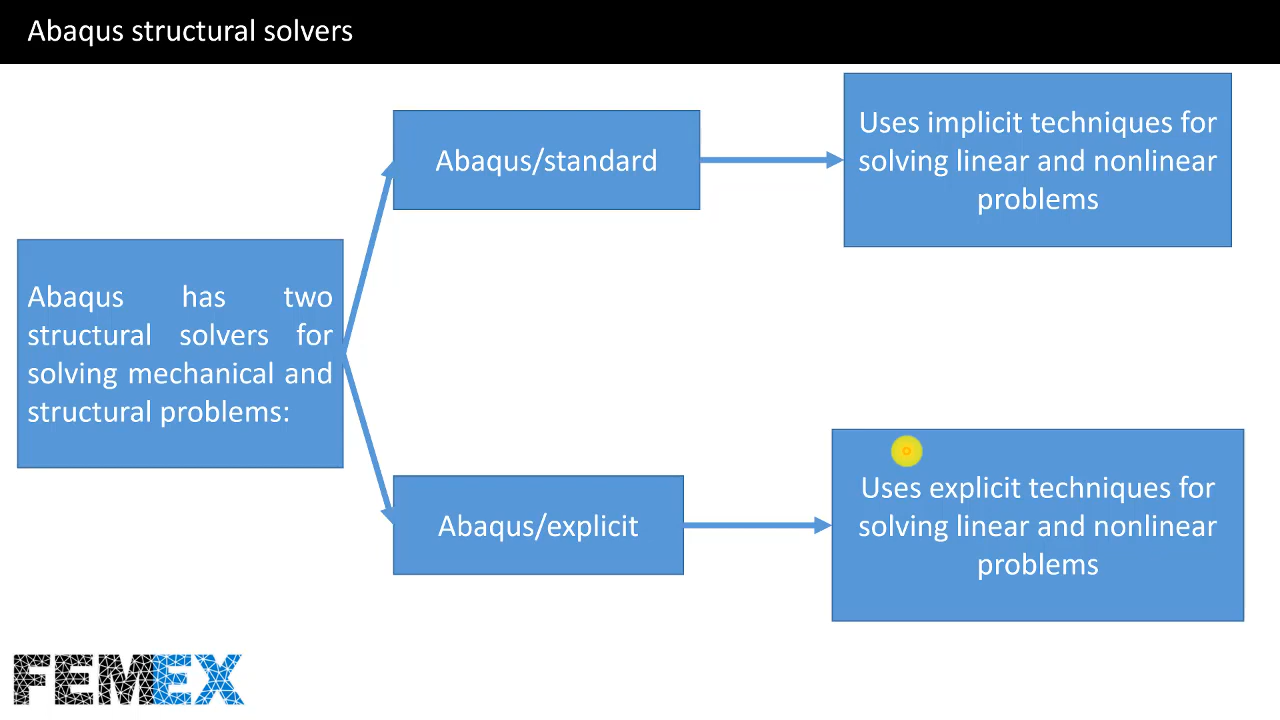 Abaqus structural solvers
Abaqus has two
structural solvers for
solving mechanical and
structural problems:
Abaqus/standard
Uses implicit techniques for
solving linear and nonlinear
problems
Abaqus/explicit
Uses explicit techniques for
solving linear and nonlinear
problems
FEMEX